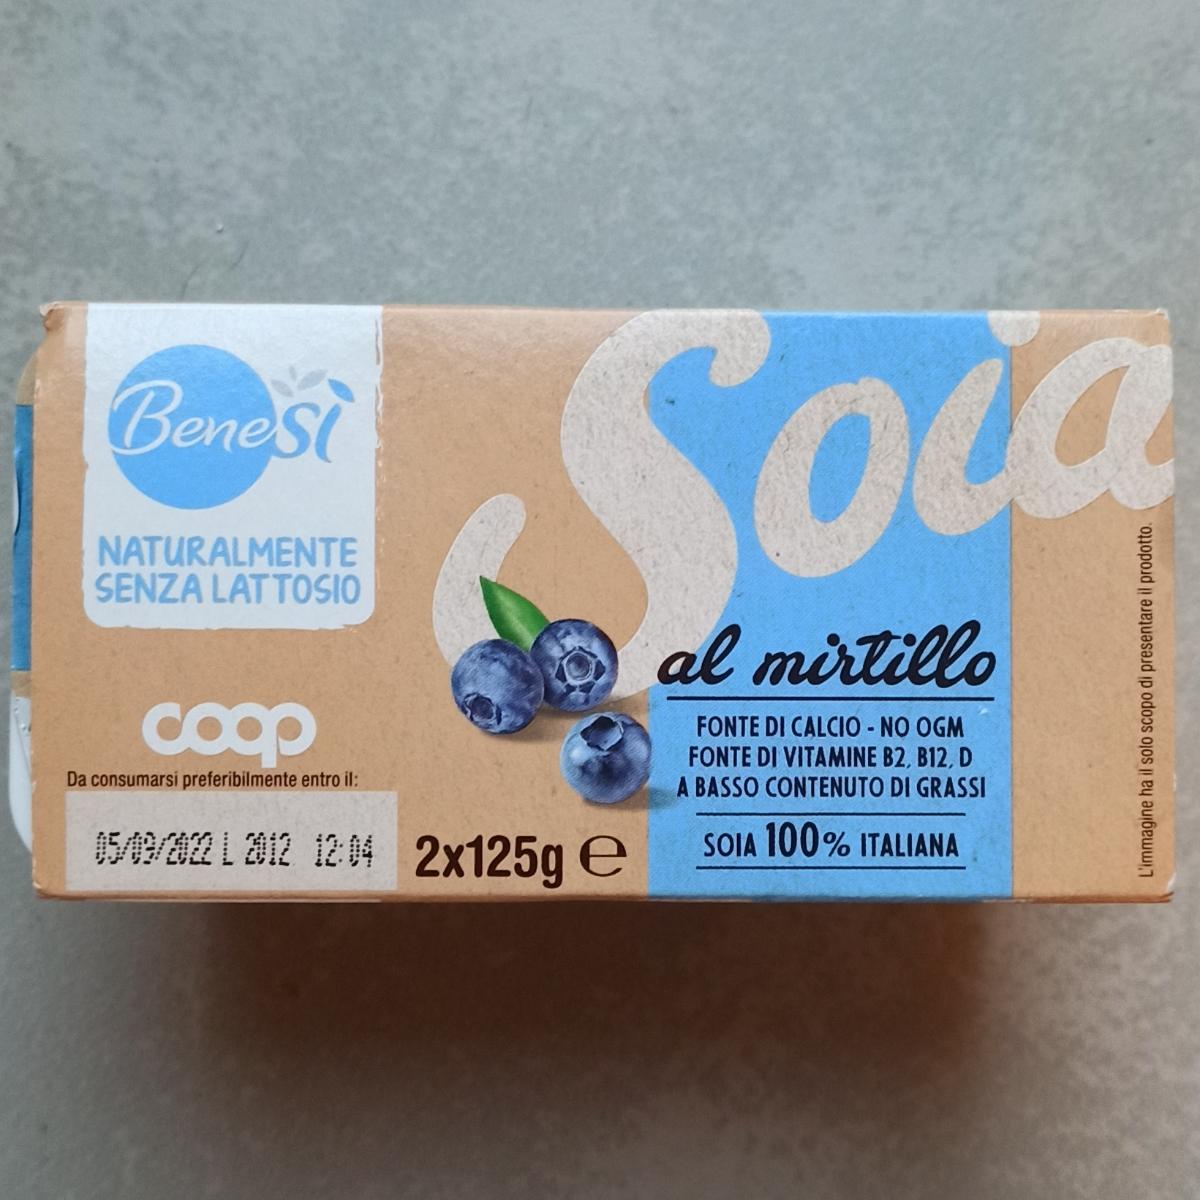 BeneSì
NATURALMENTE
SENZA LATTOSIO
coop
Da consumarsi preferibilmente entro il:
05/09/2022 L 2012 12:04
2x125g ℮
Soia
al mirtillo
FONTE DI CALCIO - NO OGM
FONTE DI VITAMINE B2, B12, D
A BASSO CONTENUTO DI GRASSI
SOIA 100% ITALIANA
L'immagine ha il solo scopo di presentare il prodotto.